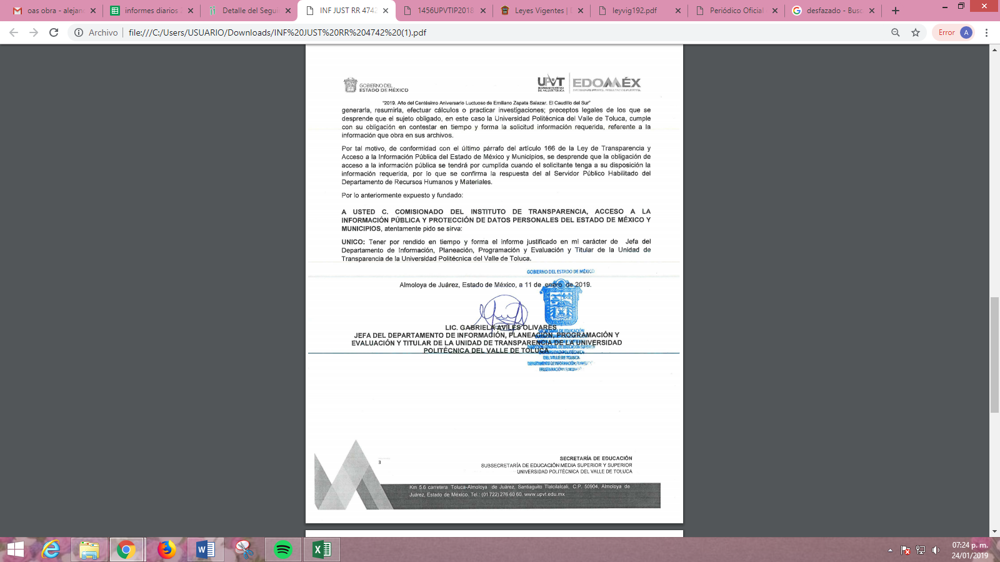 oas obra - alejan
informes diarios 2
Detalle del Segui
INF JUST RR 4742
1456UPVTIP2018
Leyes Vigentes |
leyvig192.pdf
Periódico Oficial
desfazado - Busc
Archivo
file:///C:/Users/USUARIO/Downloads/INF%20JUST%20RR%204742%20(1).pdf
Error
A
GOBIERNO DEL
ESTADO DE MÉXICO
UPVT
UNIVERSIDAD POLITÉCNICA
DEL VALLE DE TOLUCA
EDOMÉX
DECISIONES FIRMES, RESULTADOS FUERTES.
"2019. Año del Centésimo Aniversario Luctuoso de Emiliano Zapata Salazar. El Caudillo del Sur"
generarla, resumirla, efectuar cálculos o practicar investigaciones; preceptos legales de los que se
desprende que el sujeto obligado, en este caso la Universidad Politécnica del Valle de Toluca, cumple
con su obligación en contestar en tiempo y forma la solicitud información requerida, referente a la
información que obra en sus archivos.
Por tal motivo, de conformidad con el último párrafo del artículo 166 de la Ley de Transparencia y
Acceso a la Información Pública del Estado de México y Municipios, se desprende que la obligación de
acceso a la información pública se tendrá por cumplida cuando el solicitante tenga a su disposición la
información requerida, por lo que se confirma la respuesta del al Servidor Público Habilitado del
Departamento de Recursos Humanos y Materiales.
Por lo anteriormente expuesto y fundado:
A USTED C. COMISIONADO DEL INSTITUTO DE TRANSPARENCIA, ACCESO A LA
INFORMACIÓN PÚBLICA Y PROTECCIÓN DE DATOS PERSONALES DEL ESTADO DE MÉXICO Y
MUNICIPIOS, atentamente pido se sirva:
UNICO: Tener por rendido en tiempo y forma el informe justificado en mi carácter de Jefa del
Departamento de Información, Planeación, Programación y Evaluación y Titular de la Unidad de
Transparencia de la Universidad Politécnica del Valle de Toluca.
GOBIERNO DEL ESTADO DE MÉXICO
Almoloya de Juárez, Estado de México, a 11 de enero de 2019.
LIC. GABRIELA AVILES OLIVARES
JEFA DEL DEPARTAMENTO DE INFORMACIÓN, PLANEACIÓN, PROGRAMACIÓN Y
EVALUACIÓN Y TITULAR DE LA UNIDAD DE TRANSPARENCIA DE LA UNIVERSIDAD
POLITÉCNICA DEL VALLE DE TOLUCA
SECRETARÍA DE EDUCACIÓN
DEL VALLE DE TOLUCA
3
SECRETARÍA DE EDUCACIÓN
SUBSECRETARÍA DE EDUCACIÓN MEDIA SUPERIOR Y SUPERIOR
UNIVERSIDAD POLITÉCNICA DEL VALLE DE TOLUCA
Km 5.6 carretera Toluca-Almoloya de Juárez, Santiaguito Tlalcilalcali, C.P. 50904, Almoloya de
Juárez, Estado de México. Tel.: (01 722) 276 60 60. www.upvt.edu.mx
07:24 p. m.
24/01/2019